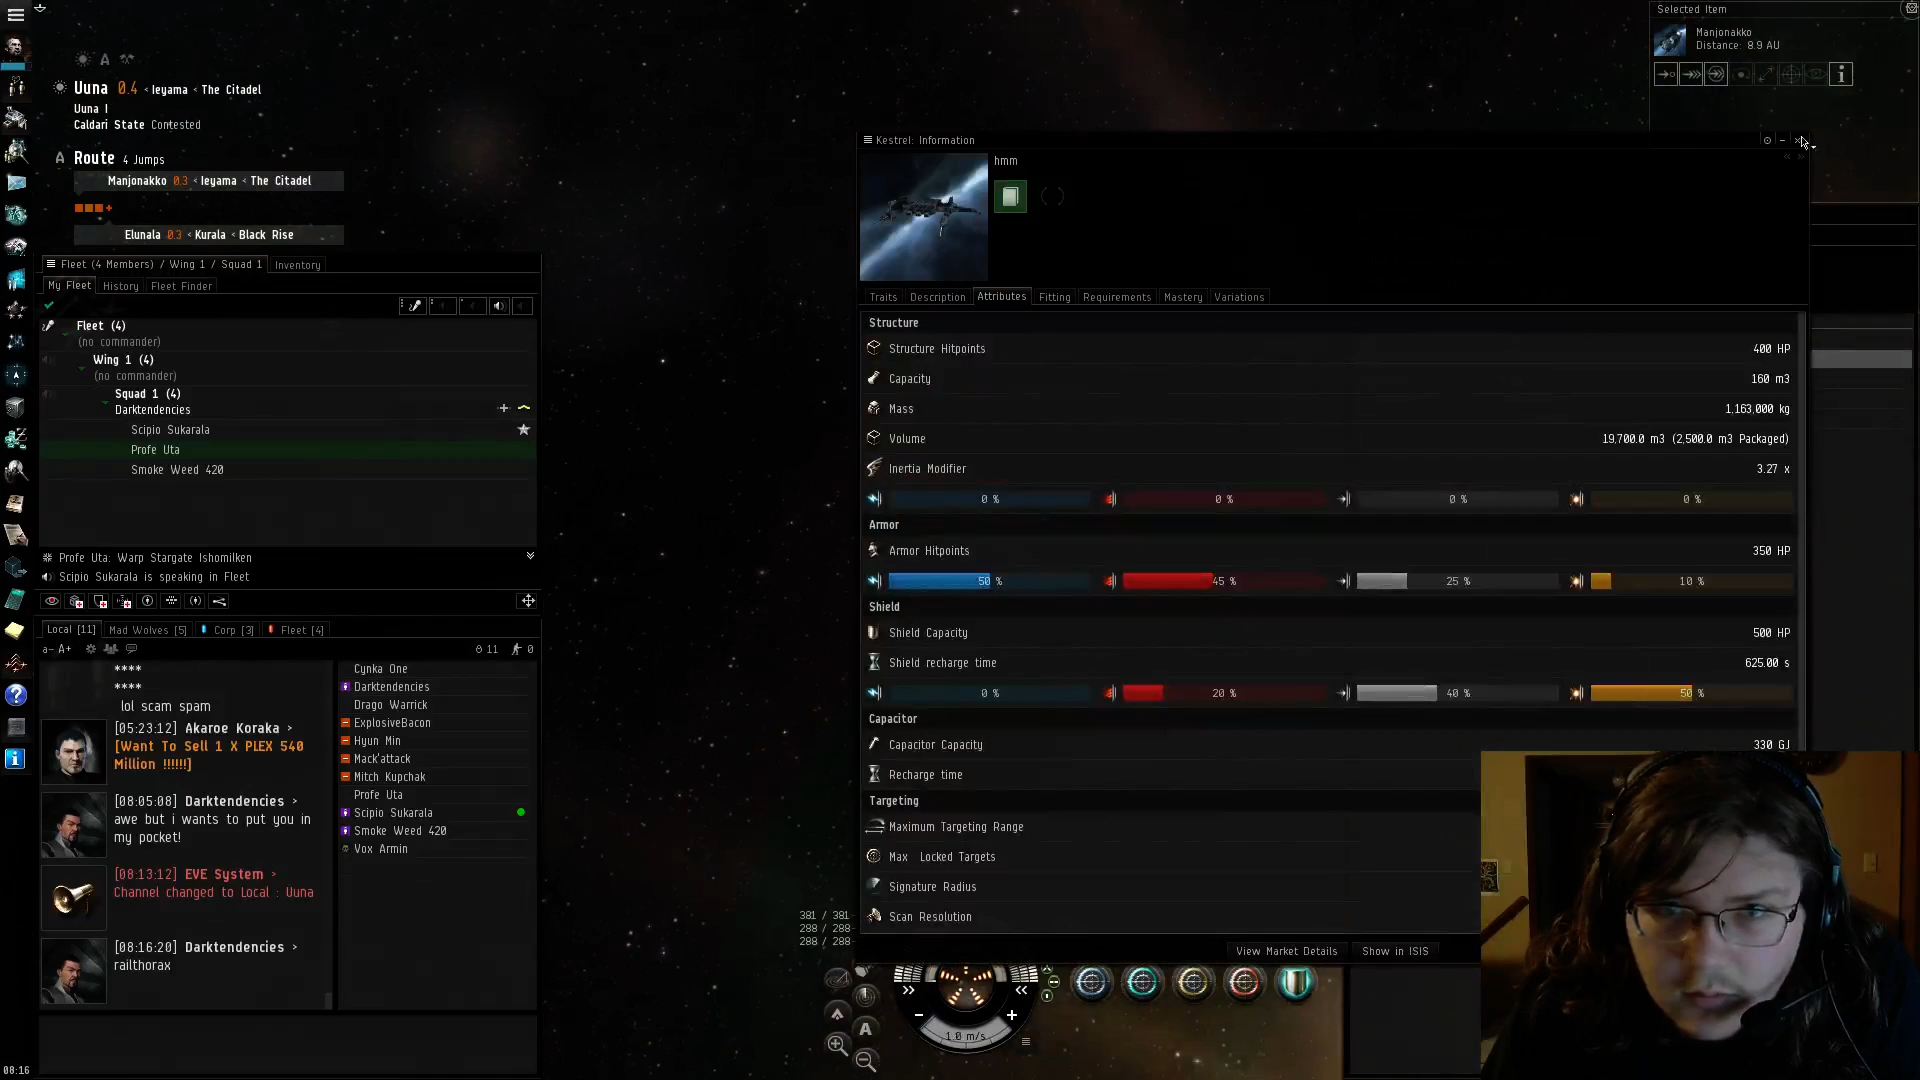 Selected Item
Manjonakko
Distance: 8.9 AU
Uuna 0.4 < Ieyama < The Citadel
Uuna I
Caldari State Contested
A Route 4 Jumps
Manjonakko 0.3 < Ieyama < The Citadel
Elunala 0.3 < Kurala < Black Rise
Fleet (4 Members) / Wing 1 / Squad 1
Inventory
My Fleet
History
Fleet Finder
Fleet (4)
(no commander)
Wing 1 (4)
(no commander)
Squad 1 (4)
Darktendencies
Scipio Sukarala
Profe Uta
Smoke Weed 420
Profe Uta: Warp Stargate Ishomilken
Scipio Sukarala is speaking in Fleet
Local [11]
Mad Wolves [5]
Corp [3]
Fleet [4]
a- A+
11
0
****
****
lol scam spam
[05:23:12] Akaroe Koraka >
[Want To Sell 1 X PLEX 540
Million !!!!!!]
[08:05:08] Darktendencies >
awe but i wants to put you in
my pocket!
[08:13:12] EVE System >
Channel changed to Local : Uuna
[08:16:20] Darktendencies >
railthorax
Cynka One
Darktendencies
Drago Warrick
ExplosiveBacon
Hyun Min
Mack'attack
Mitch Kupchak
Profe Uta
Scipio Sukarala
Smoke Weed 420
Vox Armin
08:16
Kestrel: Information
hmm
Traits
Description
Attributes
Fitting
Requirements
Mastery
Variations
Structure
Structure Hitpoints 400 HP
Capacity 160 m3
Mass 1,163,000 kg
Volume 19,700.0 m3 (2,500.0 m3 Packaged)
Inertia Modifier 3.27 x
0 % 0 % 0 % 0 %
Armor
Armor Hitpoints 350 HP
50 % 45 % 25 % 10 %
Shield
Shield Capacity 500 HP
Shield recharge time 625.00 s
0 % 20 % 40 % 50 %
Capacitor
Capacitor Capacity 330 GJ
Recharge time
Targeting
Maximum Targeting Range
Max Locked Targets
Signature Radius
Scan Resolution
View Market Details
Show in ISIS
381 / 381
288 / 288
288 / 288
A
1.0 m/s